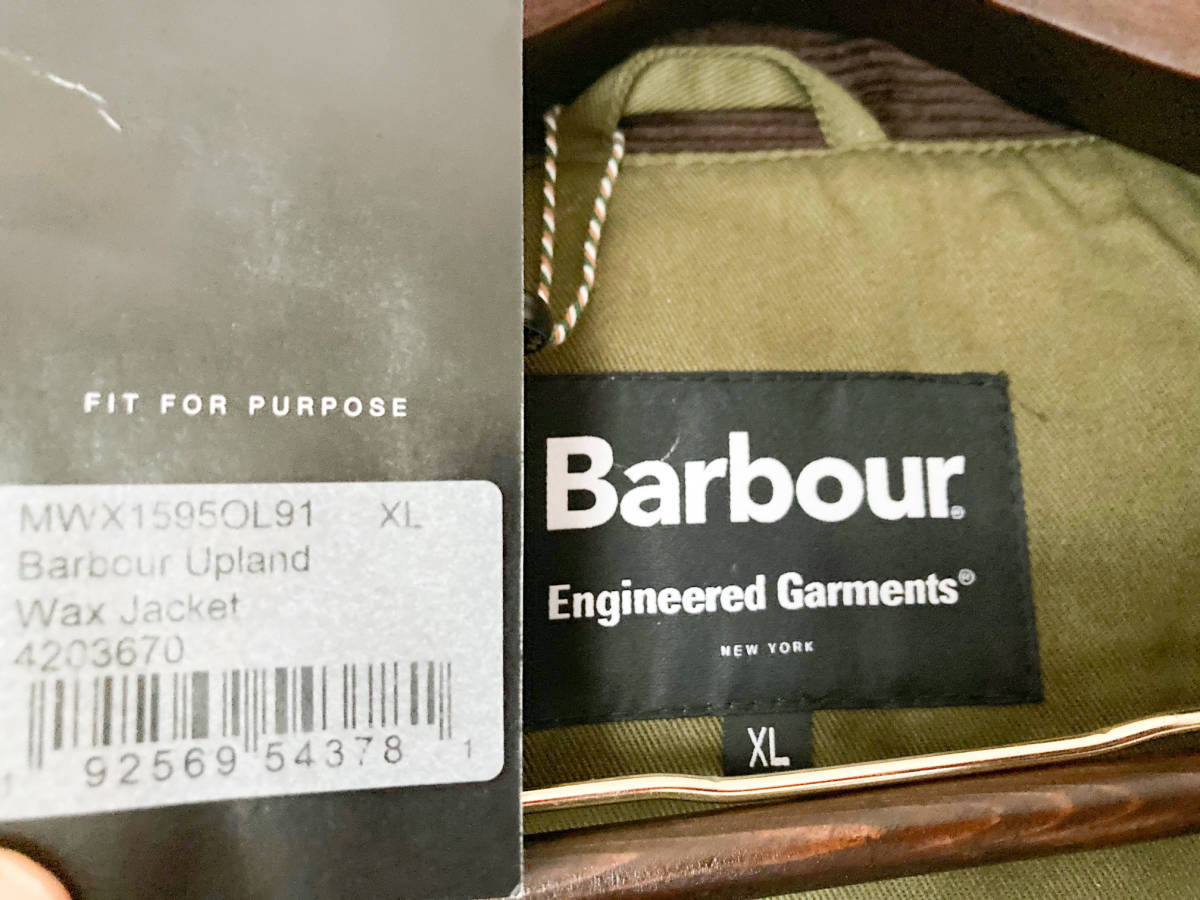 FIT FOR PURPOSE
MWX1595OL91 XL
Barbour Upland
Wax Jacket
4203670
1 92569 54378 1
Barbour®
Engineered Garments®
NEW YORK
XL